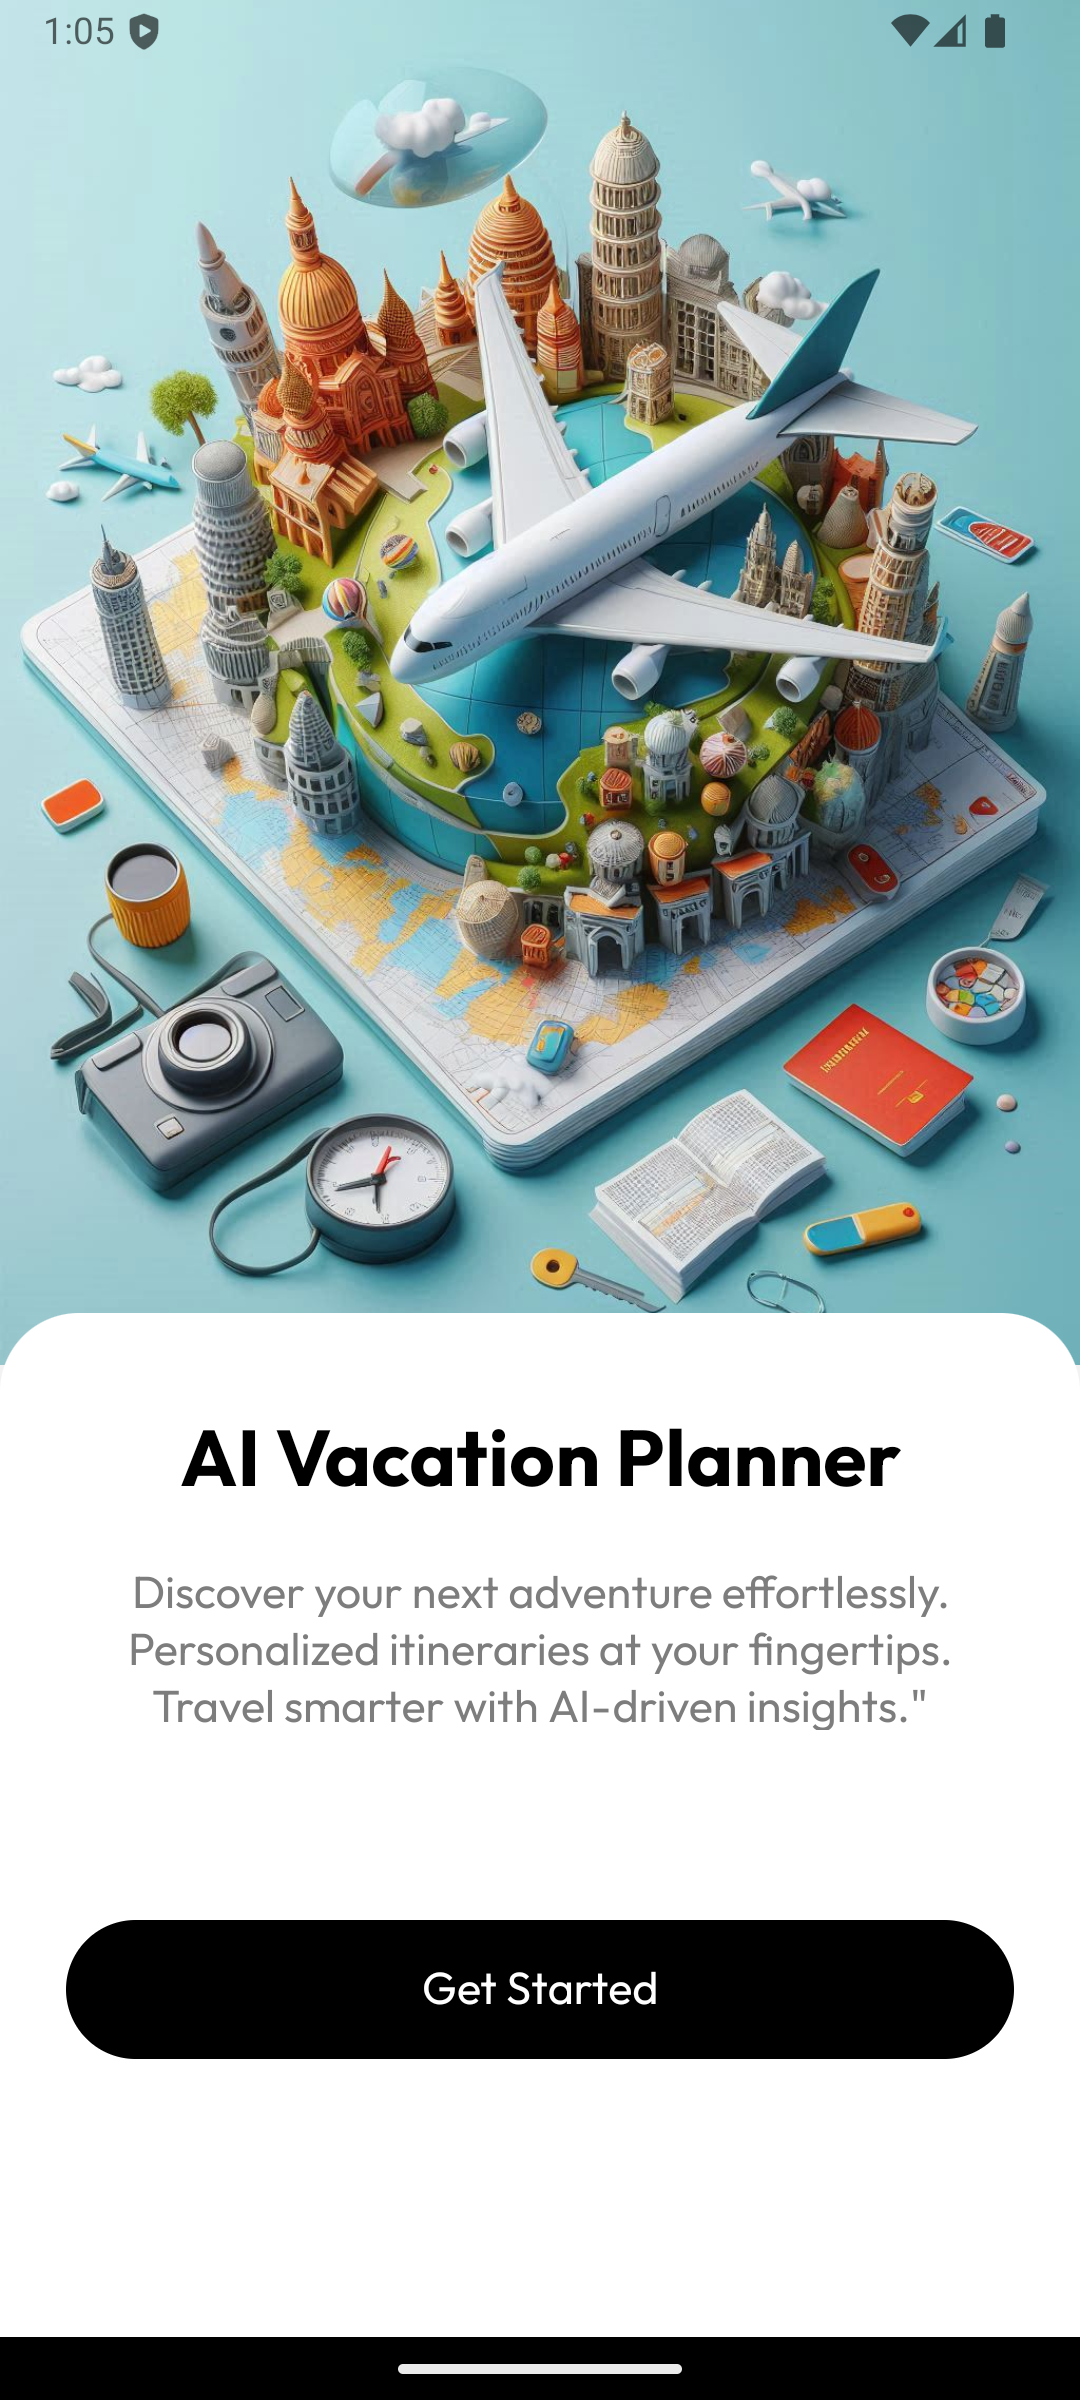 1:05
AI Vacation Planner
Discover your next adventure effortlessly.
Personalized itineraries at your fingertips.
Travel smarter with AI-driven insights."
Get Started